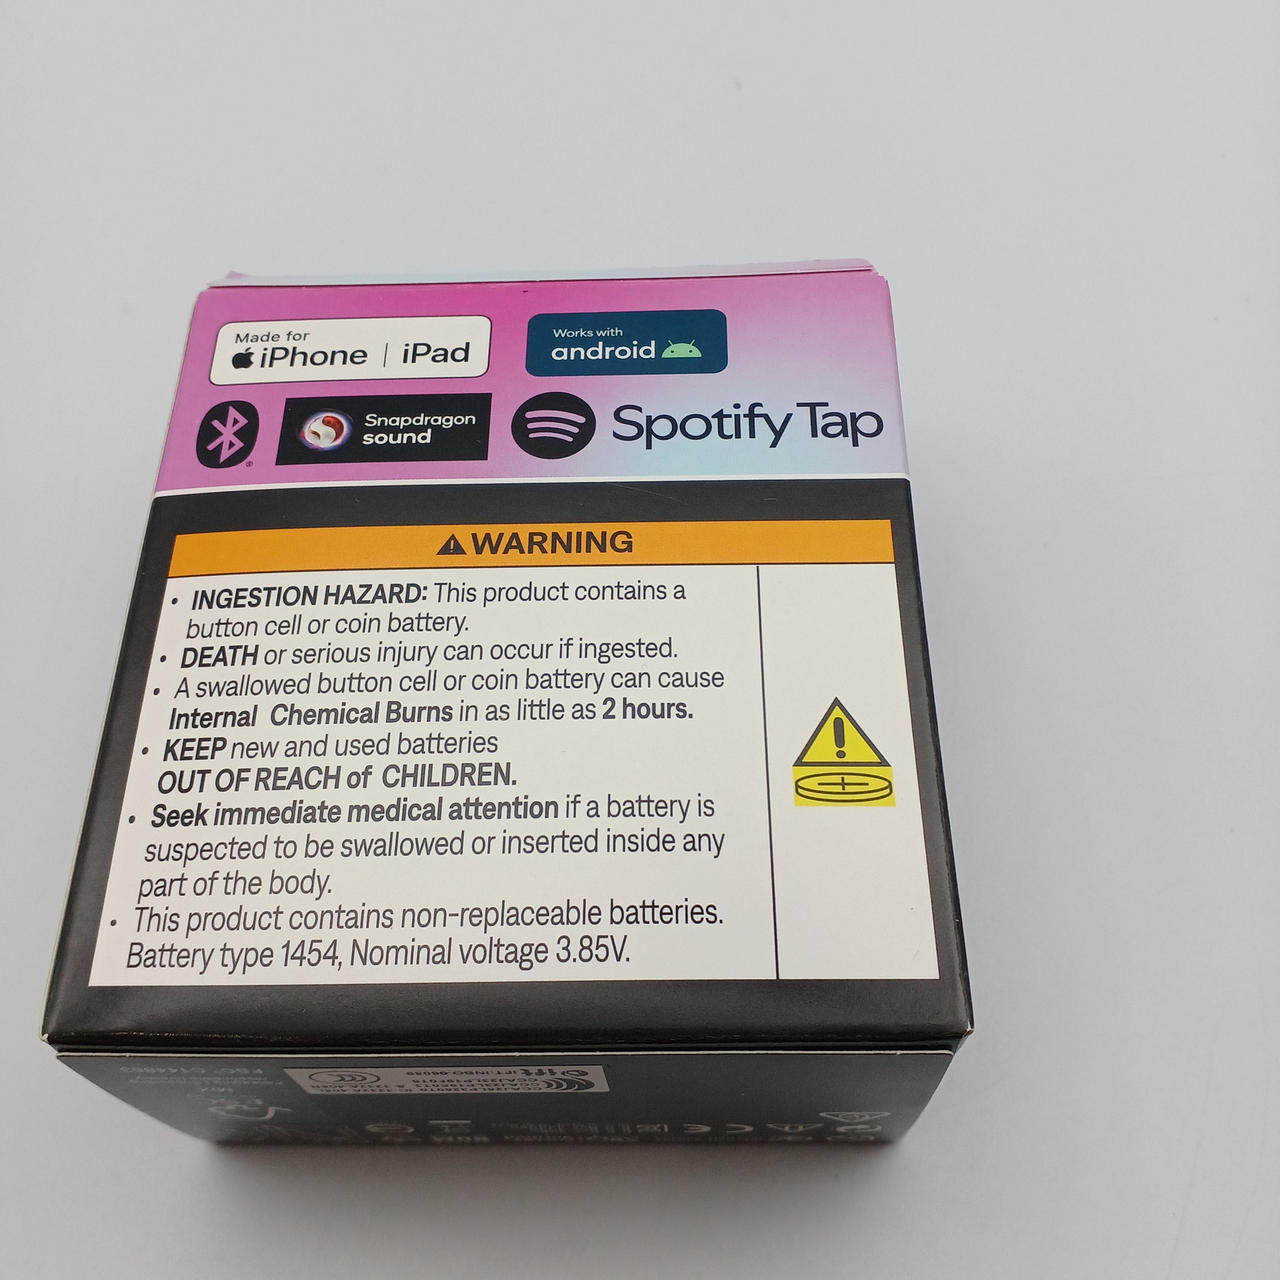 Made for
iPhone | iPad
Works with
android
Snapdragon
sound
Spotify Tap
WARNING
• INGESTION HAZARD: This product contains a
button cell or coin battery.
• DEATH or serious injury can occur if ingested.
• A swallowed button cell or coin battery can cause
Internal Chemical Burns in as little as 2 hours.
• KEEP new and used batteries
OUT OF REACH of CHILDREN.
• Seek immediate medical attention if a battery is
suspected to be swallowed or inserted inside any
part of the body.
• This product contains non-replaceable batteries.
Battery type 1454, Nominal voltage 3.85V.